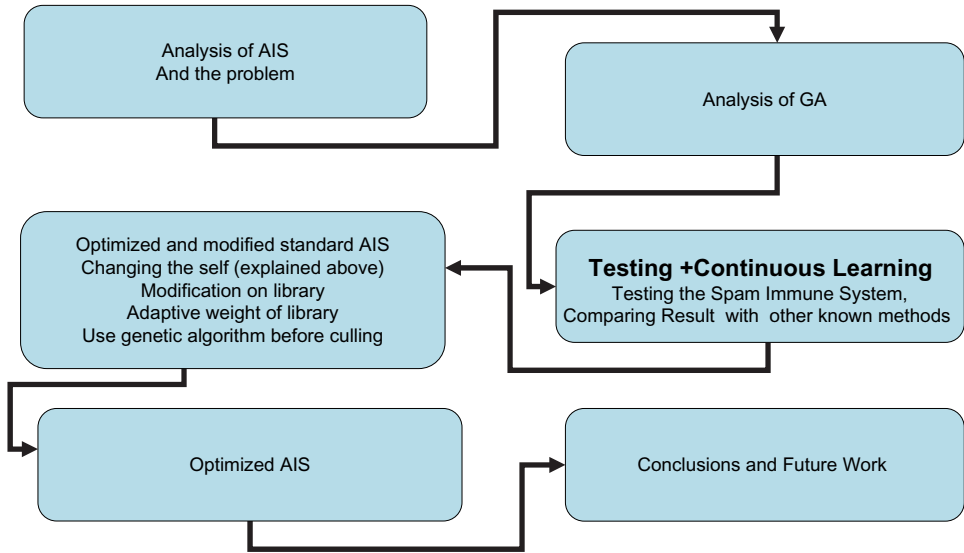 Analysis of AIS
And the problem
Analysis of GA
Testing +Continuous Learning
Testing the Spam Immune System,
Comparing Result with other known methods
Optimized and modified standard AIS
Changing the self (explained above)
Modification on library
Adaptive weight of library
Use genetic algorithm before culling
Optimized AIS
Conclusions and Future Work